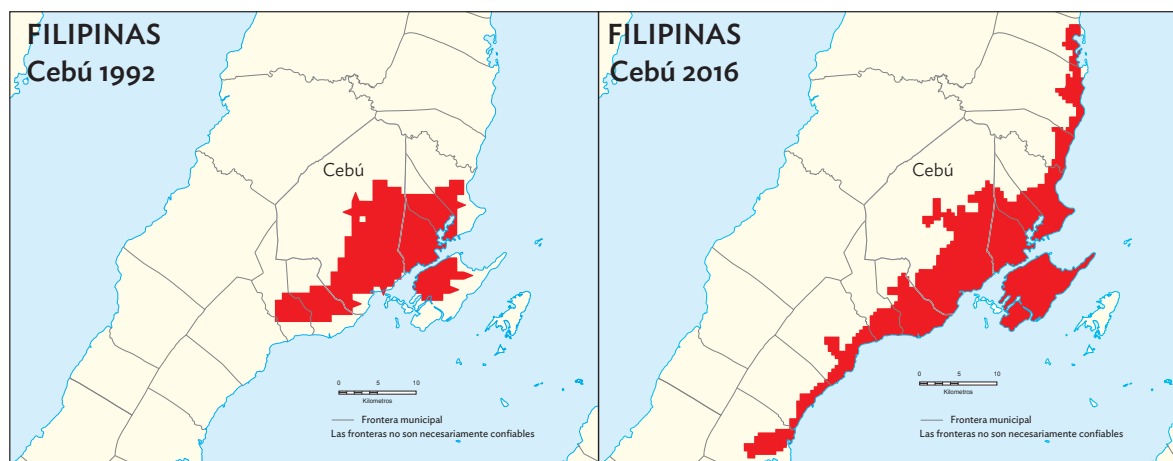 FILIPINAS
Cebú 1992
Cebú
0 5 10
Kilometros
Frontera municipal
Las fronteras no son necesariamente confiables
FILIPINAS
Cebú 2016
Cebú
0 5 10
Kilometros
Frontera municipal
Las fronteras no son necesariamente confiables